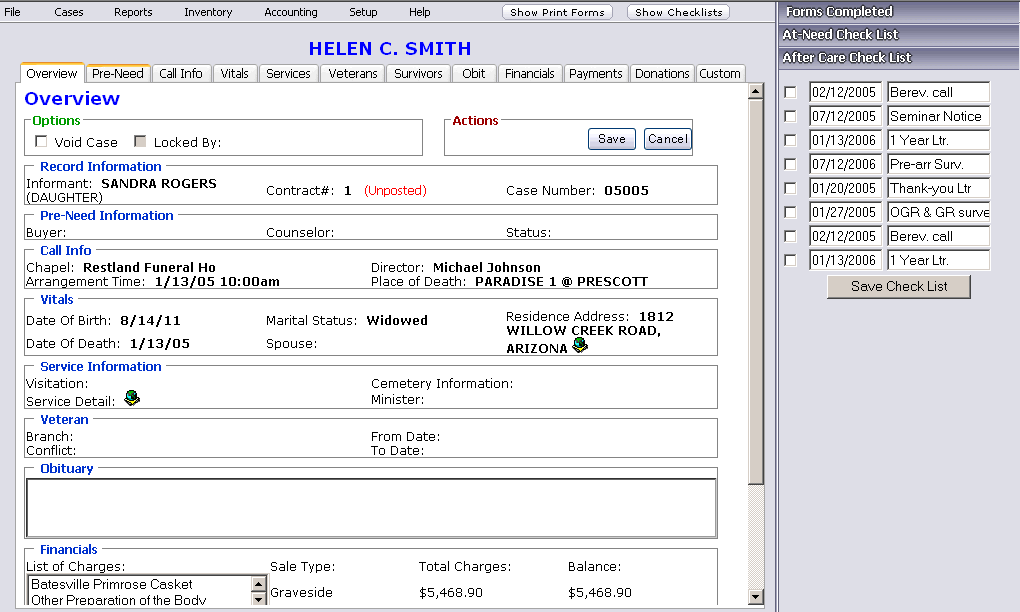 File Cases Reports Inventory Accounting Setup Help Show Print Forms Show Checklists
HELEN C. SMITH
Overview Pre-Need Call Info Vitals Services Veterans Survivors Obit Financials Payments Donations Custom
Overview
Options
Void Case Locked By:
Actions
Save Cancel
Record Information
Informant: SANDRA ROGERS
(DAUGHTER)
Contract#: 1 (Unposted)
Case Number: 05005
Pre-Need Information
Buyer: Counselor: Status:
Call Info
Chapel: Restland Funeral Ho Director: Michael Johnson
Arrangement Time: 1/13/05 10:00am Place of Death: PARADISE 1 @ PRESCOTT
Vitals
Date Of Birth: 8/14/11 Marital Status: Widowed
Date Of Death: 1/13/05 Spouse:
Residence Address: 1812
WILLOW CREEK ROAD,
ARIZONA
Service Information
Visitation: Cemetery Information:
Service Detail: Minister:
Veteran
Branch: From Date:
Conflict: To Date:
Obituary
Financials
List of Charges: Sale Type: Total Charges: Balance:
Batesville Primrose Casket
Other Preparation of the Body
Graveside $5,468.90 $5,468.90
Forms Completed
At-Need Check List
After Care Check List
02/12/2005 Berev. call
07/12/2005 Seminar Notice
01/13/2006 1 Year Ltr.
07/12/2006 Pre-arr Surv.
01/20/2005 Thank-you Ltr
01/27/2005 OGR & GR surve
02/12/2005 Berev. call
01/13/2006 1 Year Ltr.
Save Check List